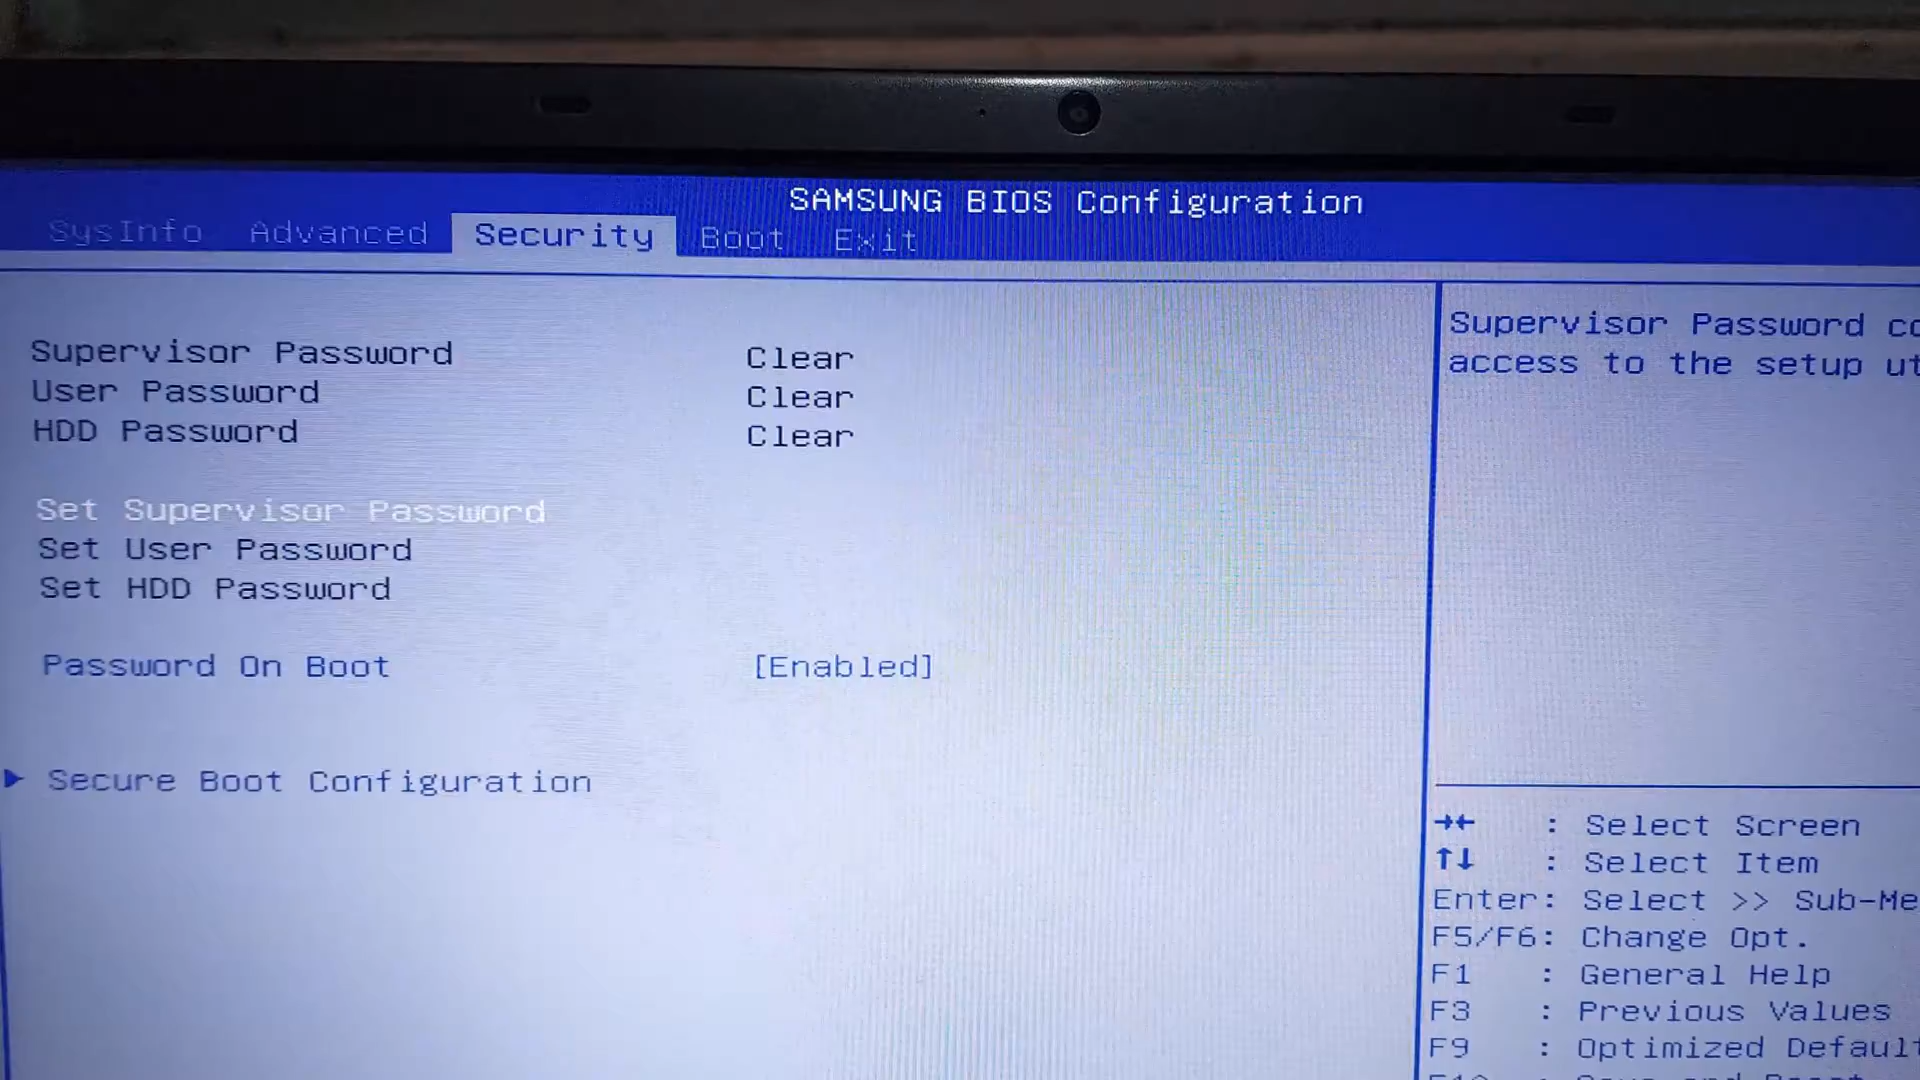 SAMSUNG BIOS Configuration
SysInfo Advanced Security Boot Exit
Supervisor Password Clear
User Password Clear
HDD Password Clear
Set Supervisor Password
Set User Password
Set HDD Password
Password On Boot [Enabled]
Secure Boot Configuration
Supervisor Password co
access to the setup ut
→← : Select Screen
↑↓ : Select Item
Enter: Select >> Sub-Me
F5/F6: Change Opt.
F1 : General Help
F3 : Previous Values
F9 : Optimized Default